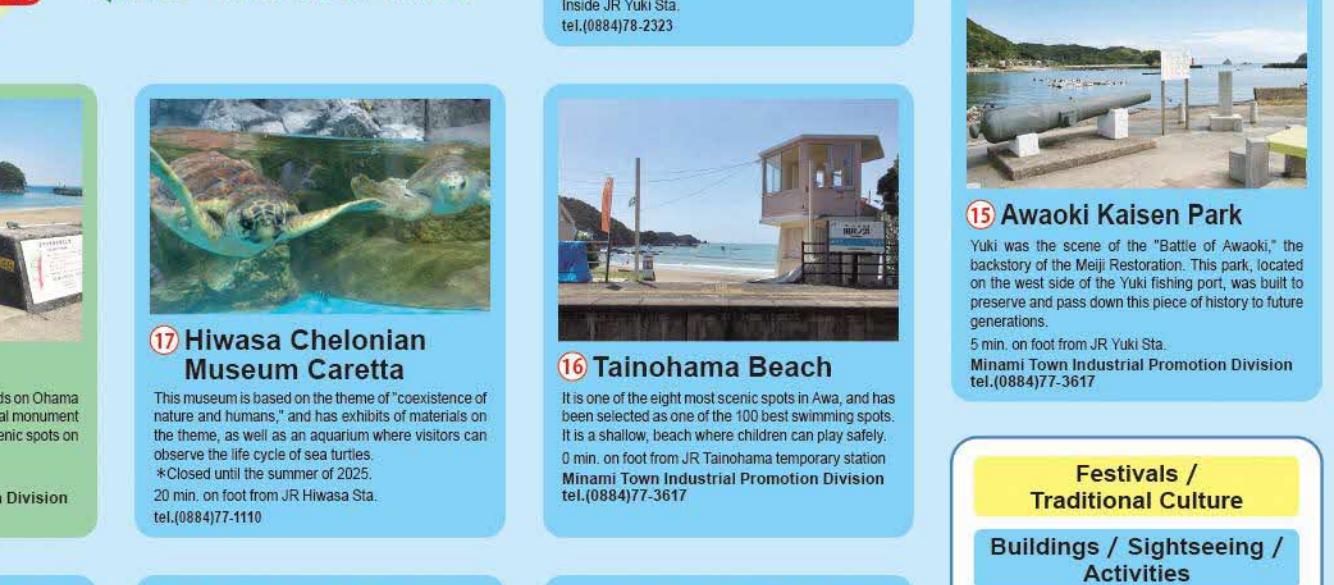 Inside JR Yuki Sta.
tel.(0884)78-2323
15 Awaoki Kaisen Park
Yuki was the scene of the "Battle of Awaoki," the
backstory of the Meiji Restoration. This park, located
on the west side of the Yuki fishing port, was built to
preserve and pass down this piece of history to future
generations.
5 min. on foot from JR Yuki Sta.
Minami Town Industrial Promotion Division
tel.(0884)77-3617
16 Tainohama Beach
It is one of the eight most scenic spots in Awa, and has
been selected as one of the 100 best swimming spots.
It is a shallow, beach where children can play safely.
0 min. on foot from JR Tainohama temporary station
Minami Town Industrial Promotion Division
tel.(0884)77-3617
17 Hiwasa Chelonian
Museum Caretta
This museum is based on the theme of "coexistence of
nature and humans," and has exhibits of materials on
the theme, as well as an aquarium where visitors can
observe the life cycle of sea turtles.
*Closed until the summer of 2025.
20 min. on foot from JR Hiwasa Sta.
tel.(0884)77-1110
on Ohama
monument
spots on
Division
Festivals /
Traditional Culture
Buildings / Sightseeing /
Activities